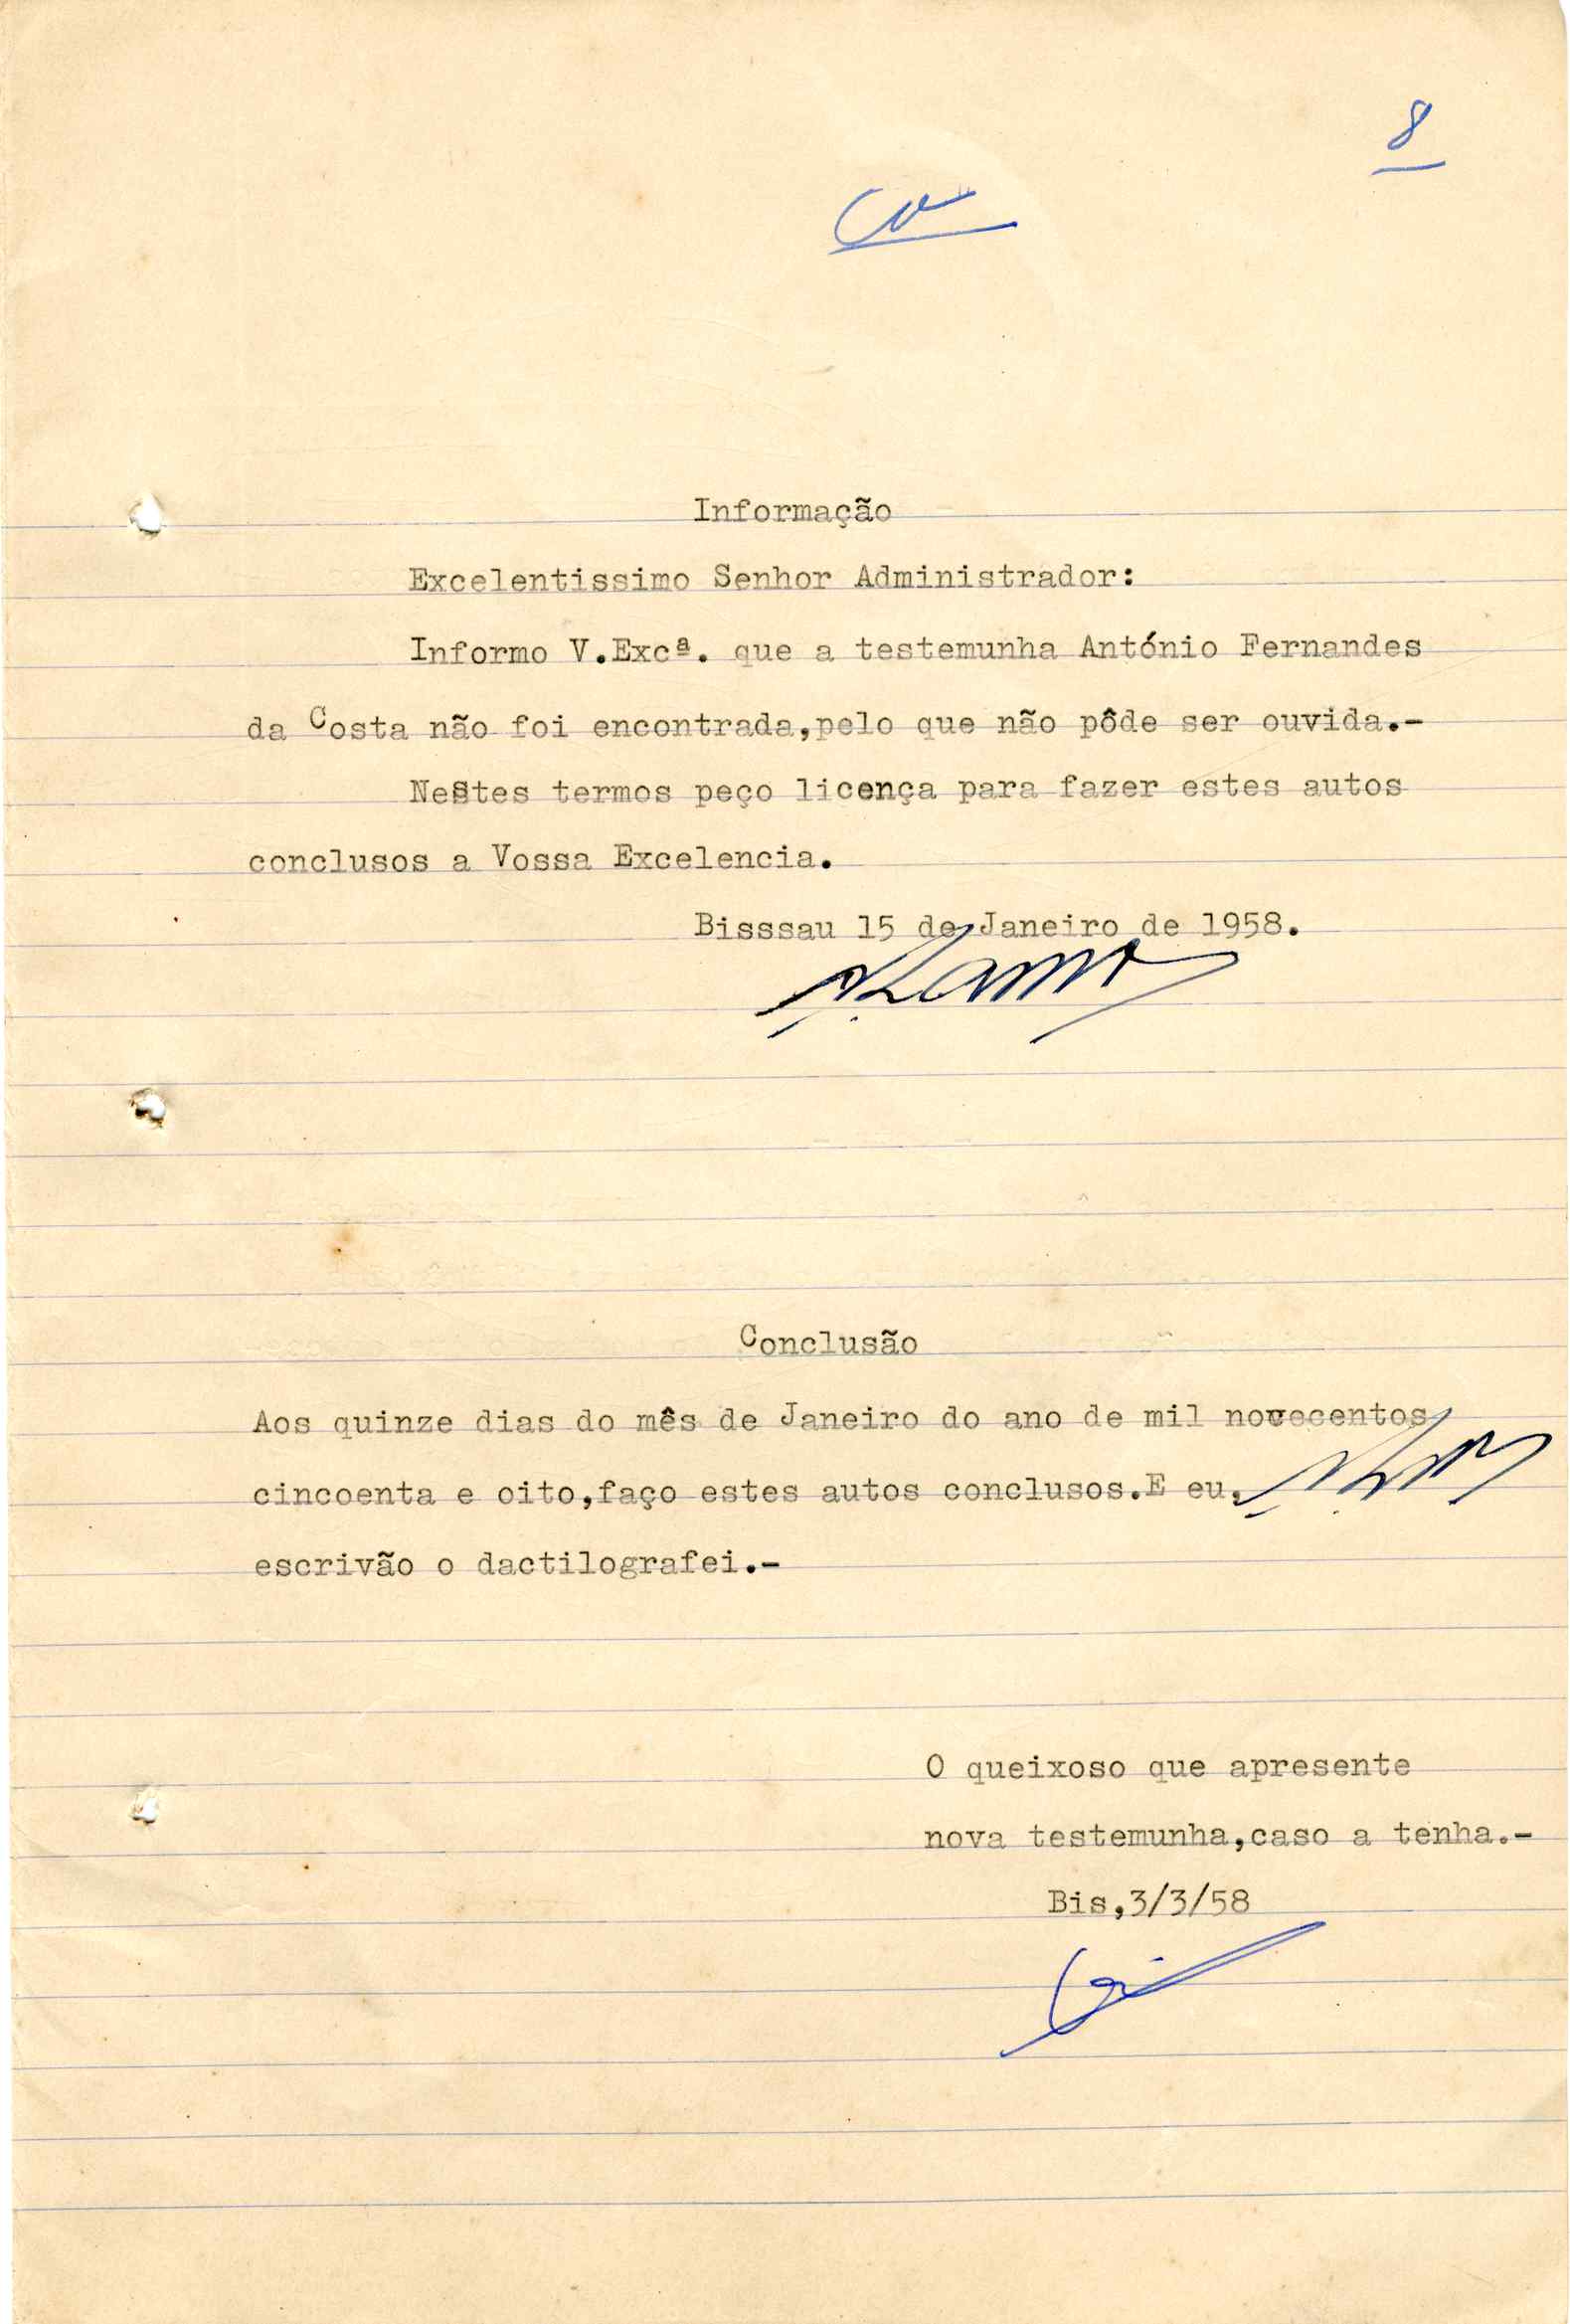 8
Informação
Excelentissimo Senhor Administrador:
Informo V.Excª. que a testemunha António Fernandes
da Costa não foi encontrada,pelo que não pôde ser ouvida.-
Nestes termos peço licença para fazer estes autos
conclusos a Vossa Excelencia.
Bisssau 15 de Janeiro de 1958.
Conclusão
Aos quinze dias do mês de Janeiro do ano de mil novecentos
cincoenta e oito,faço estes autos conclusos.E eu,
escrivão o dactilografei.-
O queixoso que apresente
nova testemunha,caso a tenha.-
Bis,3/3/58